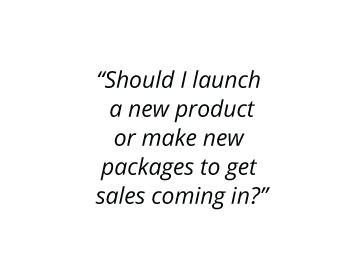 “Should I launch
a new product
or make new
packages to get
sales coming in?”